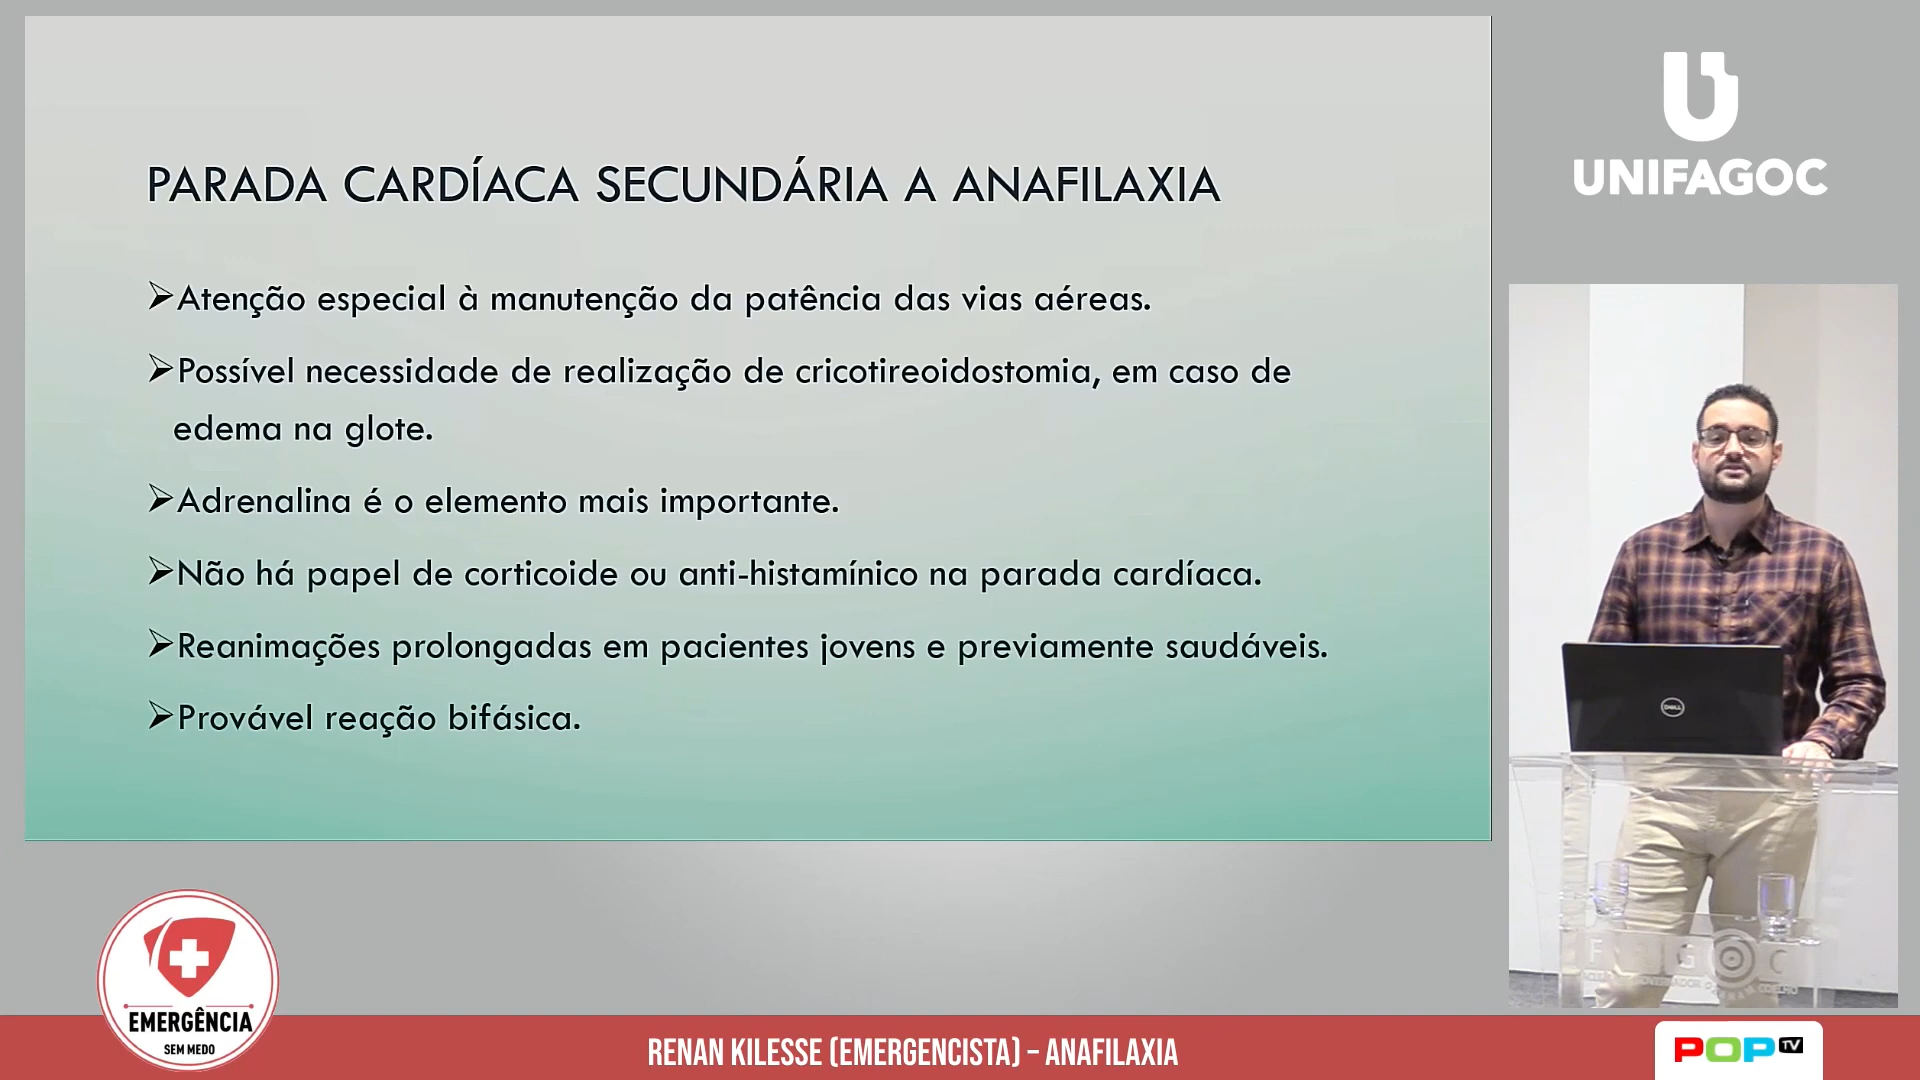 PARADA CARDÍACA SECUNDÁRIA A ANAFILAXIA
Atenção especial à manutenção da patência das vias aéreas.
Possível necessidade de realização de cricotireoidostomia, em caso de
edema na glote.
Adrenalina é o elemento mais importante.
Não há papel de corticoide ou anti-histamínico na parada cardíaca.
Reanimações prolongadas em pacientes jovens e previamente saudáveis.
Provável reação bifásica.
UNIFAGOC
DELL
EMERGÊNCIA
SEM MEDO
RENAN KILESSE (EMERGENCISTA) – ANAFILAXIA
POP TV